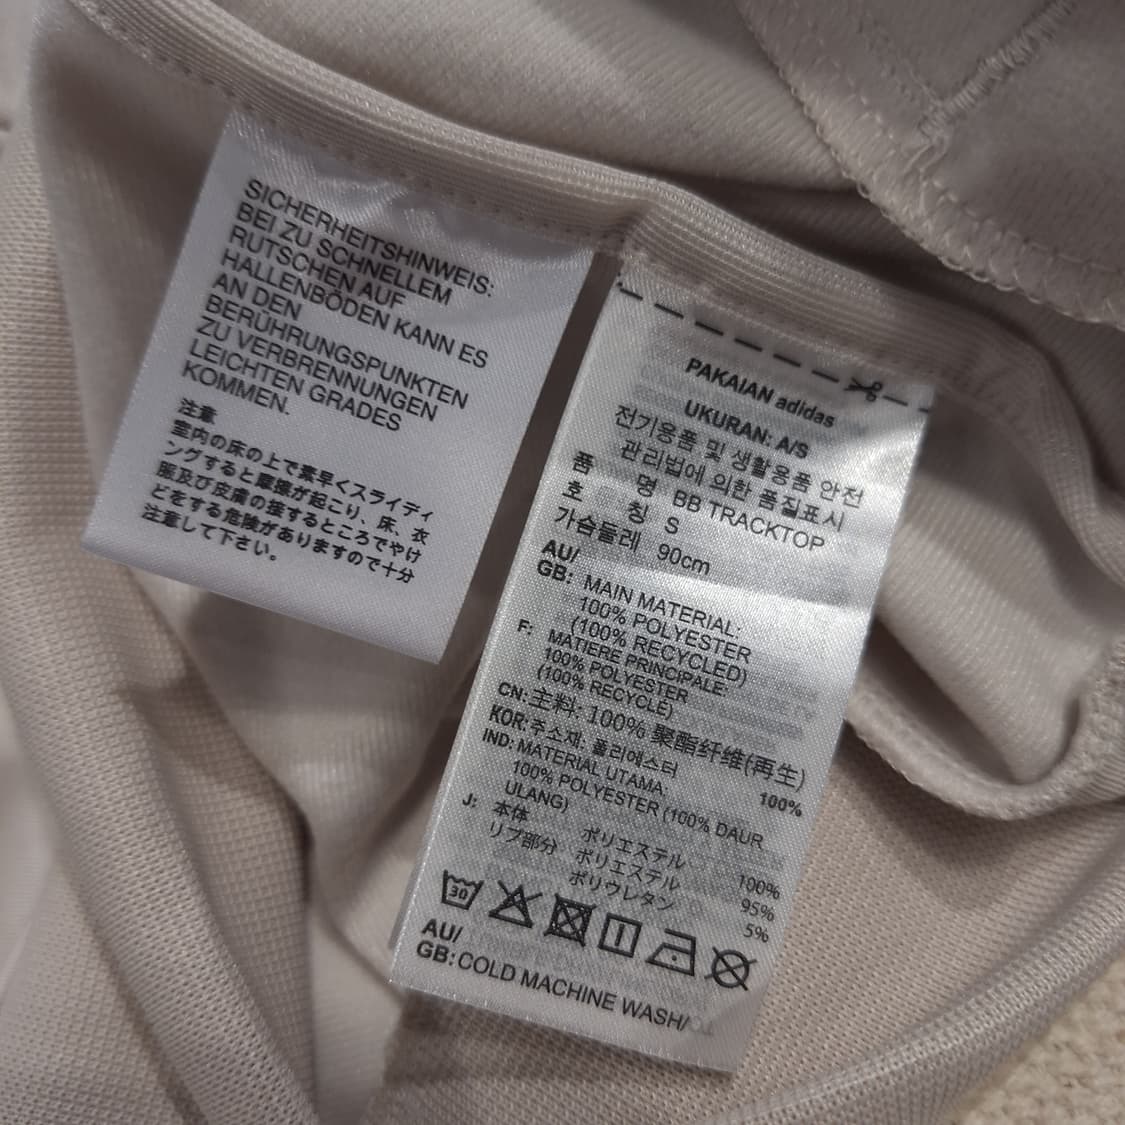 SICHERHEITSHINWEIS:
BEI ZU SCHNELLEM
RUTSCHEN AUF
HALLENBÖDEN KANN ES
AN DEN
BERÜHRUNGSPUNKTEN
ZU VERBRENNUNGEN
LEICHTEN GRADES
KOMMEN.
注意
室内の床の上で素早くスライディ
ングすると摩擦が起こり、床、衣
服及び皮膚の接するところでやけ
どをする危険がありますので十分
注意して下さい。
PAKAIAN adidas
UKURAN: A/S
전기용품 및 생활용품 안전
관리법에 의한 품질표시
품 명 BB TRACKTOP
호 칭 S
가슴둘레 90cm
AU/
GB: MAIN MATERIAL:
100% POLYESTER
(100% RECYCLED)
F: MATIERE PRINCIPALE:
100% POLYESTER
(100% RECYCLÉ)
CN: 主料: 100% 聚酯纤维(再生)
KOR: 주소재: 폴리에스터 100%
IND: MATERIAL UTAMA:
100% POLYESTER (100% DAUR
ULANG)
J: 本体 ポリエステル 100%
リブ部分 ポリエステル 95%
ポリウレタン 5%
30
AU/
GB: COLD MACHINE WASH/